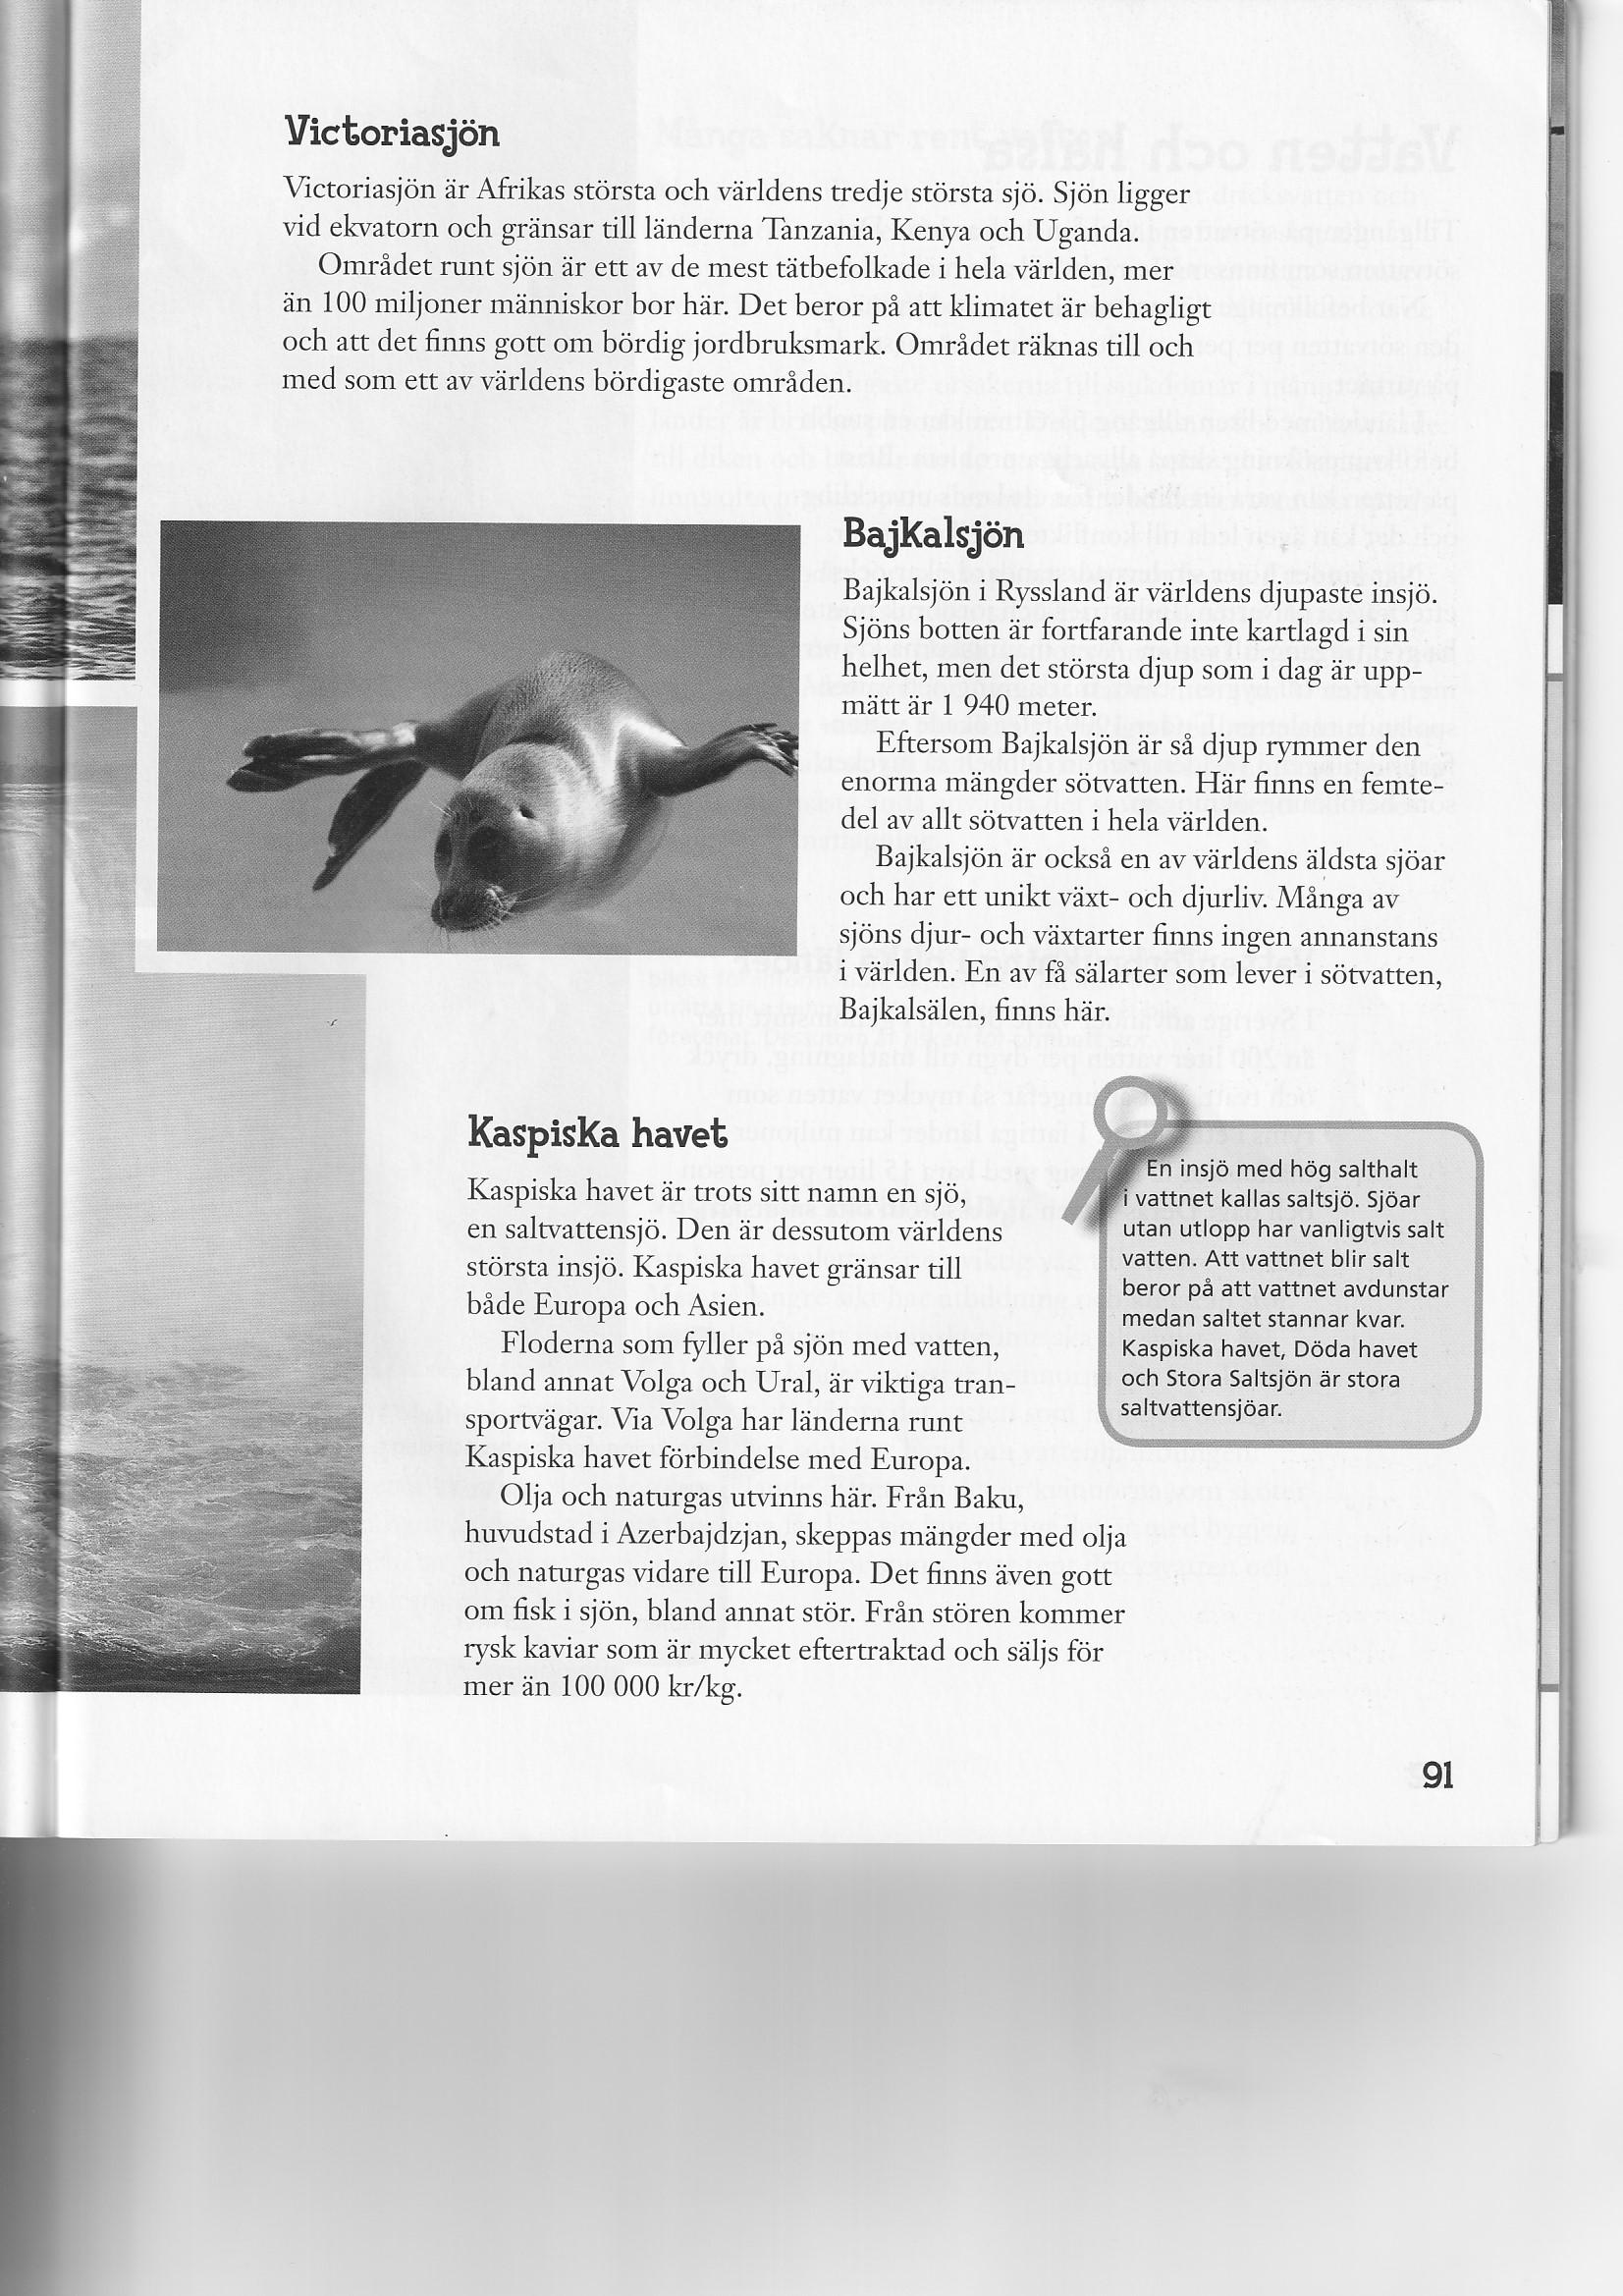 Victoriasjön
Victoriasjön är Afrikas största och världens tredje största sjö. Sjön ligger
vid ekvatorn och gränsar till länderna Tanzania, Kenya och Uganda.
Området runt sjön är ett av de mest tätbefolkade i hela världen, mer
än 100 miljoner människor bor här. Det beror på att klimatet är behagligt
och att det finns gott om bördig jordbruksmark. Området räknas till och
med som ett av världens bördigaste områden.
Bajkalsjön
Bajkalsjön i Ryssland är världens djupaste insjö.
Sjöns botten är fortfarande inte kartlagd i sin
helhet, men det största djup som i dag är upp-
mätt är 1 940 meter.
Eftersom Bajkalsjön är så djup rymmer den
enorma mängder sötvatten. Här finns en femte-
del av allt sötvatten i hela världen.
Bajkalsjön är också en av världens äldsta sjöar
och har ett unikt växt- och djurliv. Många av
sjöns djur- och växtarter finns ingen annanstans
i världen. En av få sälarter som lever i sötvatten,
Bajkalsälen, finns här.
Kaspiska havet
Kaspiska havet är trots sitt namn en sjö,
en saltvattensjö. Den är dessutom världens
största insjö. Kaspiska havet gränsar till
både Europa och Asien.
Floderna som fyller på sjön med vatten,
bland annat Volga och Ural, är viktiga tran-
sportvägar. Via Volga har länderna runt
Kaspiska havet förbindelse med Europa.
Olja och naturgas utvinns här. Från Baku,
huvudstad i Azerbajdzjan, skeppas mängder med olja
och naturgas vidare till Europa. Det finns även gott
om fisk i sjön, bland annat stör. Från stören kommer
rysk kaviar som är mycket eftertraktad och säljs för
mer än 100 000 kr/kg.
En insjö med hög salthalt
i vattnet kallas saltsjö. Sjöar
utan utlopp har vanligtvis salt
vatten. Att vattnet blir salt
beror på att vattnet avdunstar
medan saltet stannar kvar.
Kaspiska havet, Döda havet
och Stora Saltsjön är stora
saltvattensjöar.
91